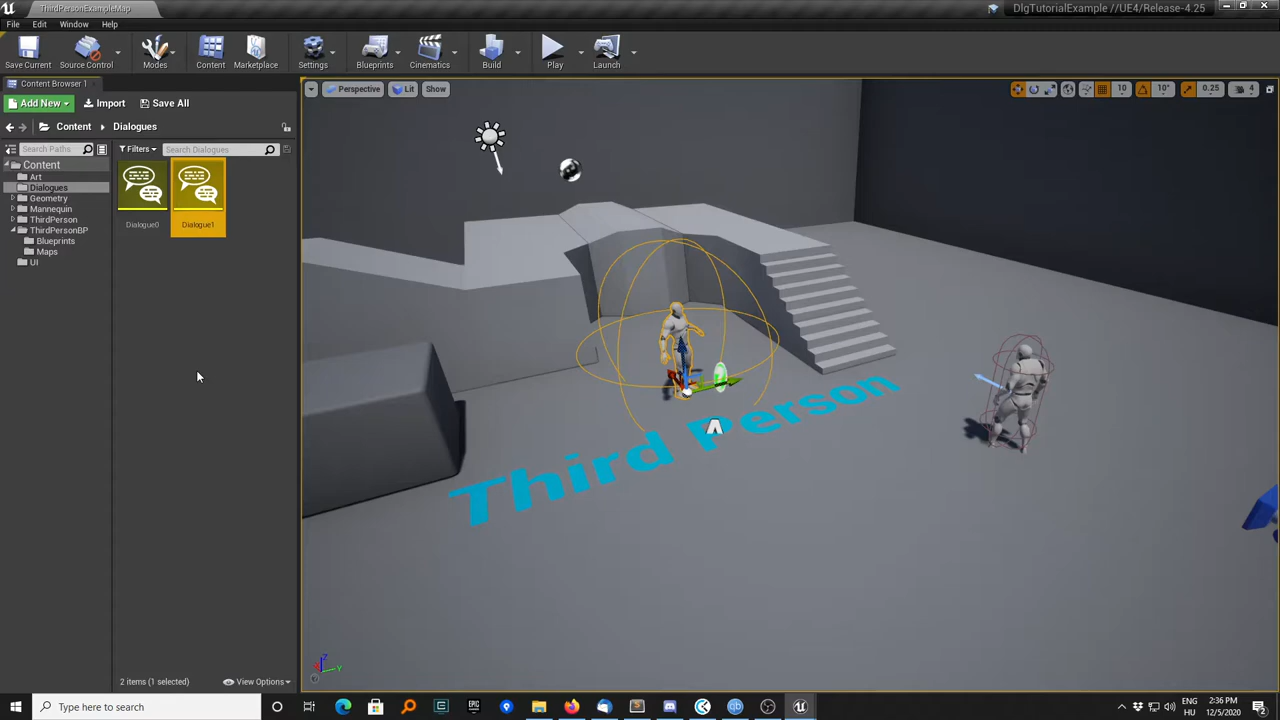 ThirdPersonExampleMap
DlgTutorialExample //UE4/Release-4.25
File Edit Window Help
Save Current Source Control Modes Content Marketplace Settings Blueprints Cinematics Build Play Launch
Content Browser 1
Add New Import Save All
Content Dialogues
Search Paths
Filters
Search Dialogues
Content
Art
Dialogues
Geometry
Mannequin
ThirdPerson
ThirdPersonBP
Blueprints
Maps
UI
Dialogue0 Dialogue1
2 items (1 selected) View Options
Perspective Lit Show
10 10° 0.25 4
Third Person
Z
Y
Type here to search
EPIC
qb
ENG
HU
2:36 PM
12/5/2020